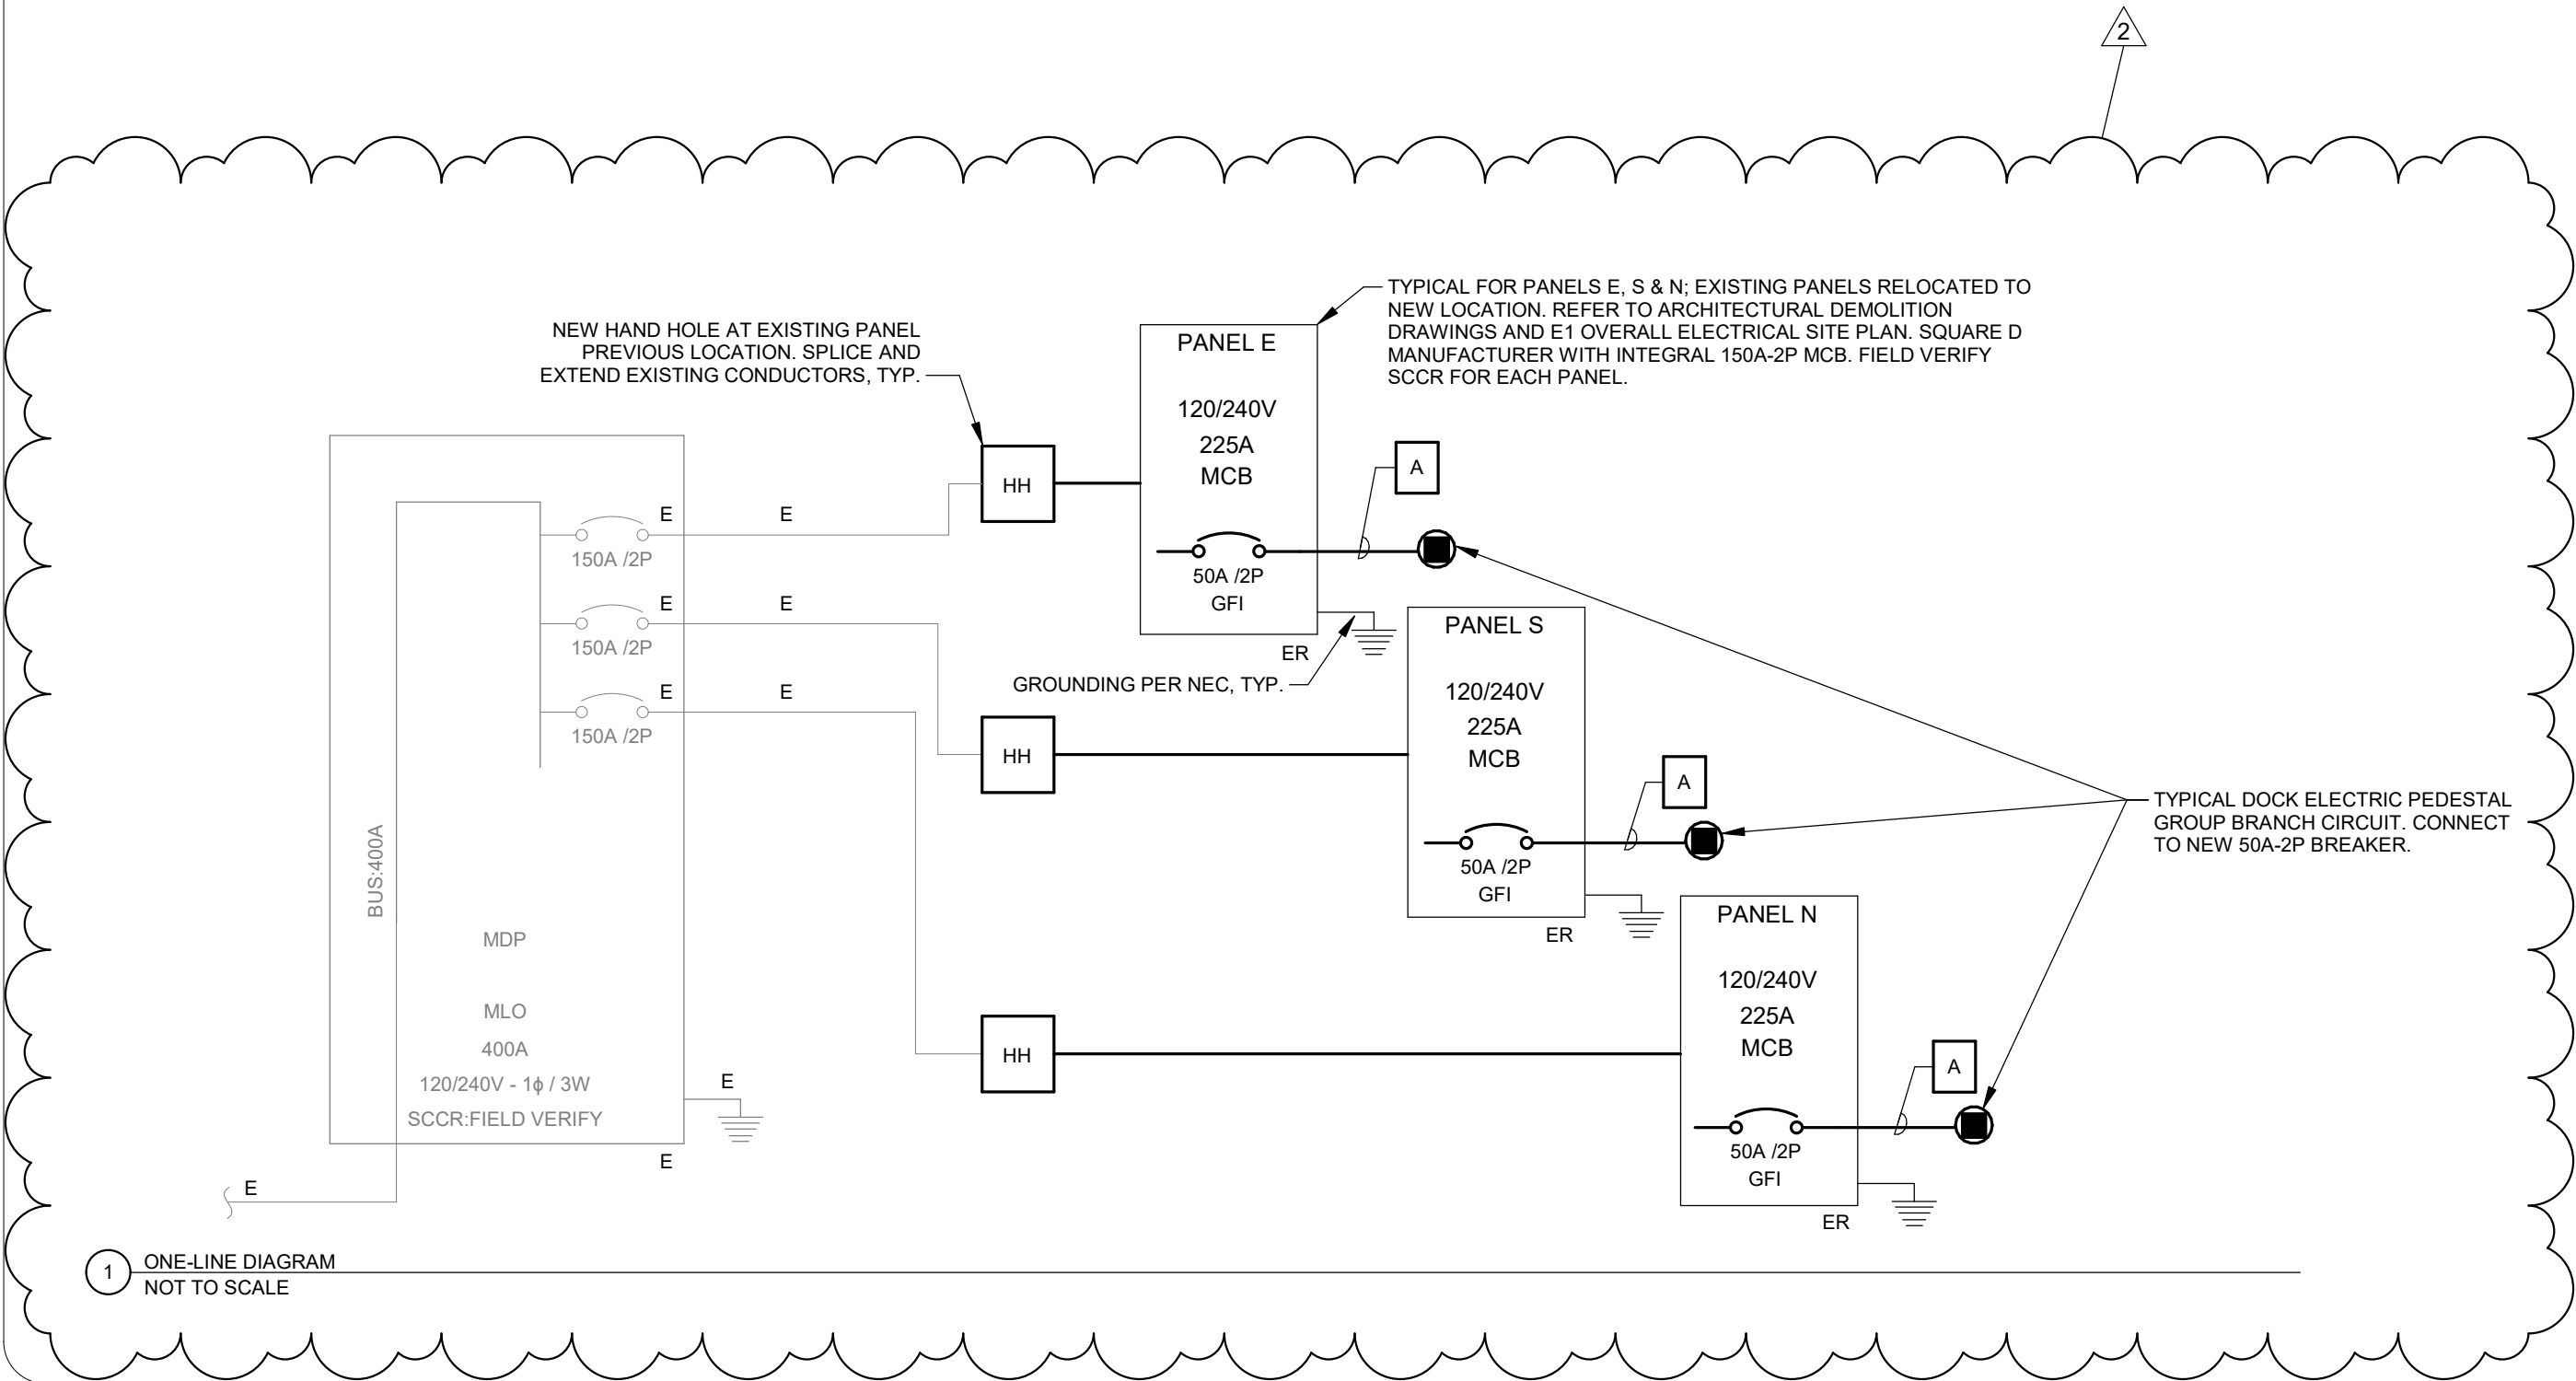 2
TYPICAL FOR PANELS E, S & N; EXISTING PANELS RELOCATED TO
NEW LOCATION. REFER TO ARCHITECTURAL DEMOLITION
DRAWINGS AND E1 OVERALL ELECTRICAL SITE PLAN. SQUARE D
MANUFACTURER WITH INTEGRAL 150A-2P MCB. FIELD VERIFY
SCCR FOR EACH PANEL.
NEW HAND HOLE AT EXISTING PANEL
PREVIOUS LOCATION. SPLICE AND
EXTEND EXISTING CONDUCTORS, TYP.
PANEL E
120/240V
225A
MCB
50A /2P
GFI
ER
A
HH
E
E
150A /2P
E
E
150A /2P
E
E
150A /2P
GROUNDING PER NEC, TYP.
PANEL S
120/240V
225A
MCB
50A /2P
GFI
ER
A
HH
TYPICAL DOCK ELECTRIC PEDESTAL
GROUP BRANCH CIRCUIT. CONNECT
TO NEW 50A-2P BREAKER.
BUS:400A
MDP
MLO
400A
120/240V - 1ϕ / 3W
SCCR:FIELD VERIFY
E
E
E
HH
PANEL N
120/240V
225A
MCB
50A /2P
GFI
ER
A
1
ONE-LINE DIAGRAM
NOT TO SCALE